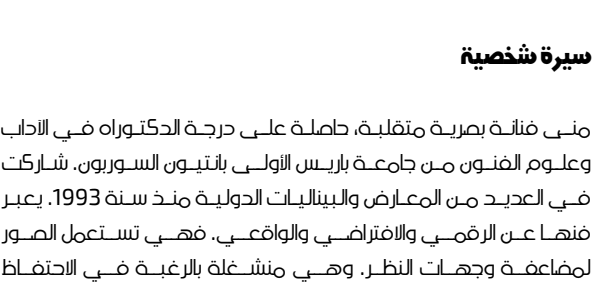 سيرة شخصية
منى فنانة بصرية متقلبة، حاصلة على درجة الدكتوراه في الآداب
وعلوم الفنون من جامعة باريس الأولى بانتيون السوربون. شاركت
في العديد من المعارض والبيناليات الدولية منذ سنة 1993. يعبر
فنها عن الرقمي والافتراضي والواقعي. فهي تستعمل الصور
لمضاعفة وجهات النظر. وهي منشغلة بالرغبة في الاحتفاظ